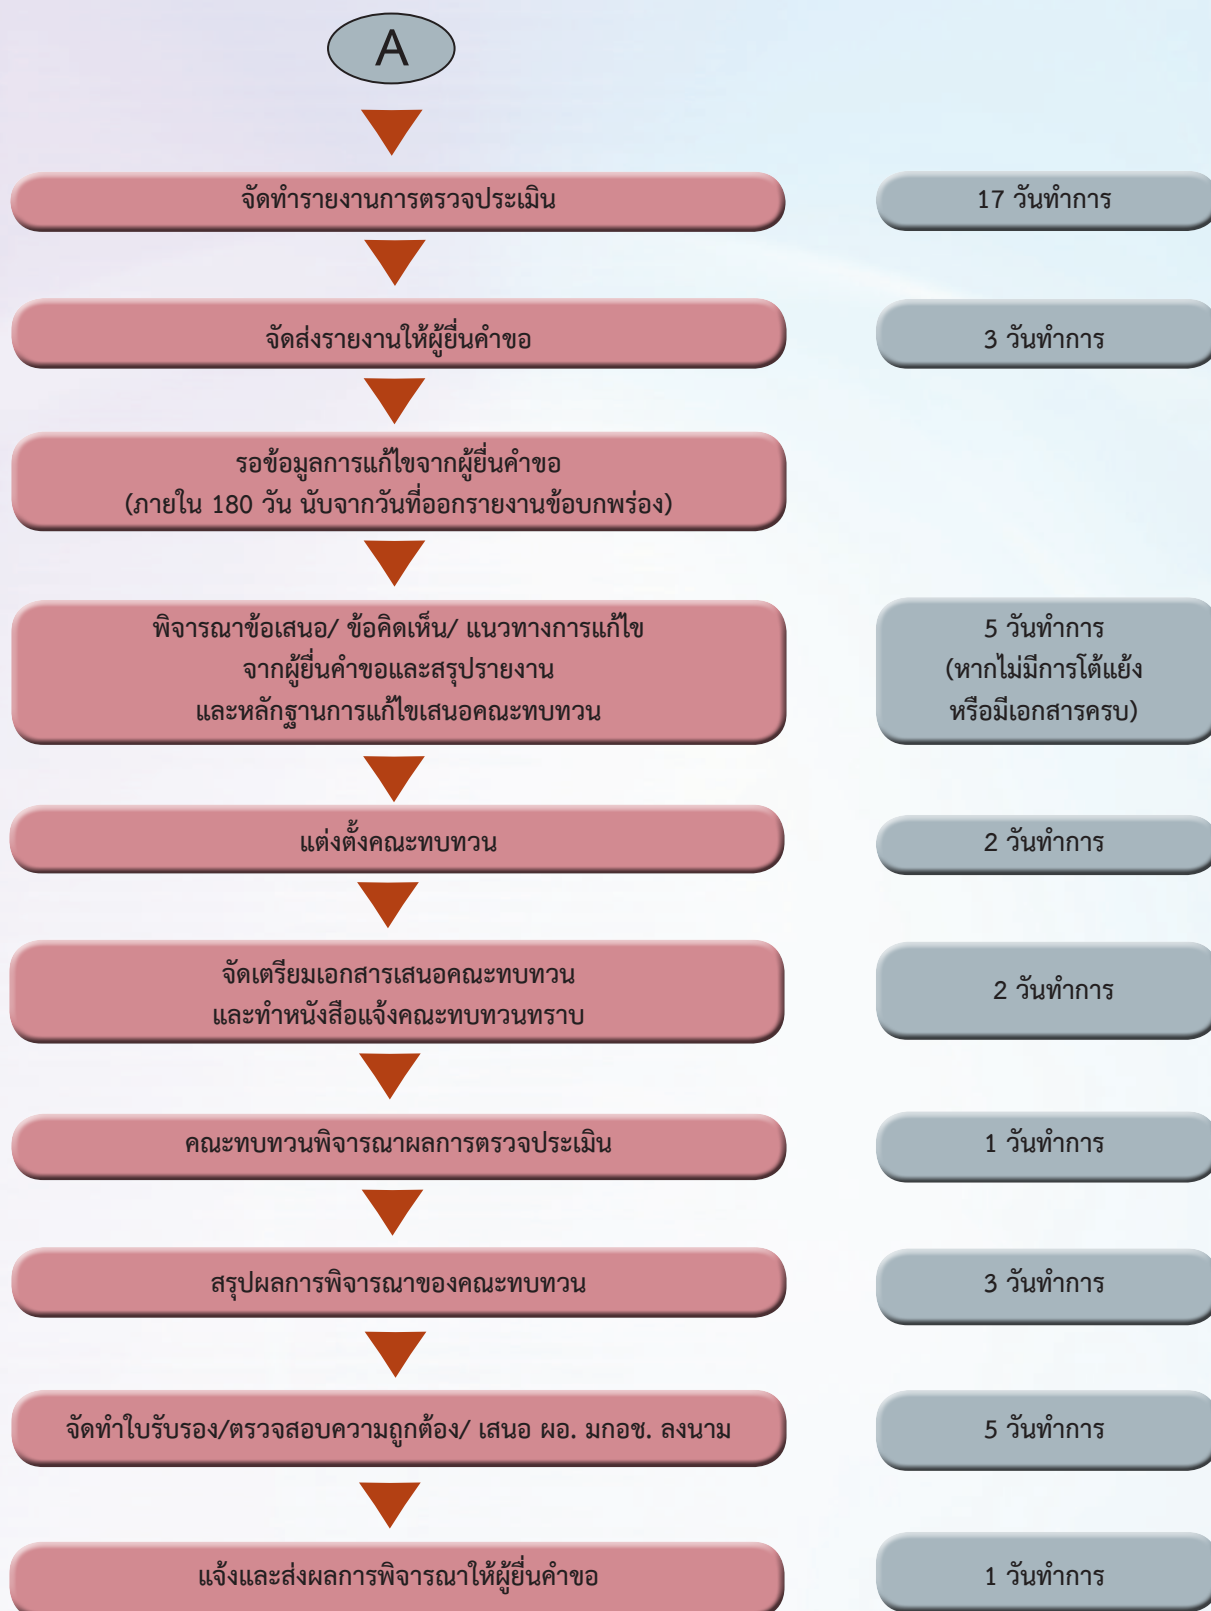 A
จัดทำรายงานการตรวจประเมิน
17 วันทำการ
จัดส่งรายงานให้ผู้ยื่นคำขอ
3 วันทำการ
รอข้อมูลการแก้ไขจากผู้ยื่นคำขอ
(ภายใน 180 วัน นับจากวันที่ออกรายงานข้อบกพร่อง)
พิจารณาข้อเสนอ/ ข้อคิดเห็น/ แนวทางการแก้ไข
จากผู้ยื่นคำขอและสรุปรายงาน
และหลักฐานการแก้ไขเสนอคณะทบทวน
5 วันทำการ
(หากไม่มีการโต้แย้ง
หรือมีเอกสารครบ)
แต่งตั้งคณะทบทวน
2 วันทำการ
จัดเตรียมเอกสารเสนอคณะทบทวน
และทำหนังสือแจ้งคณะทบทวนทราบ
2 วันทำการ
คณะทบทวนพิจารณาผลการตรวจประเมิน
1 วันทำการ
สรุปผลการพิจารณาของคณะทบทวน
3 วันทำการ
จัดทำใบรับรอง/ตรวจสอบความถูกต้อง/ เสนอ ผอ. มกอช. ลงนาม
5 วันทำการ
แจ้งและส่งผลการพิจารณาให้ผู้ยื่นคำขอ
1 วันทำการ